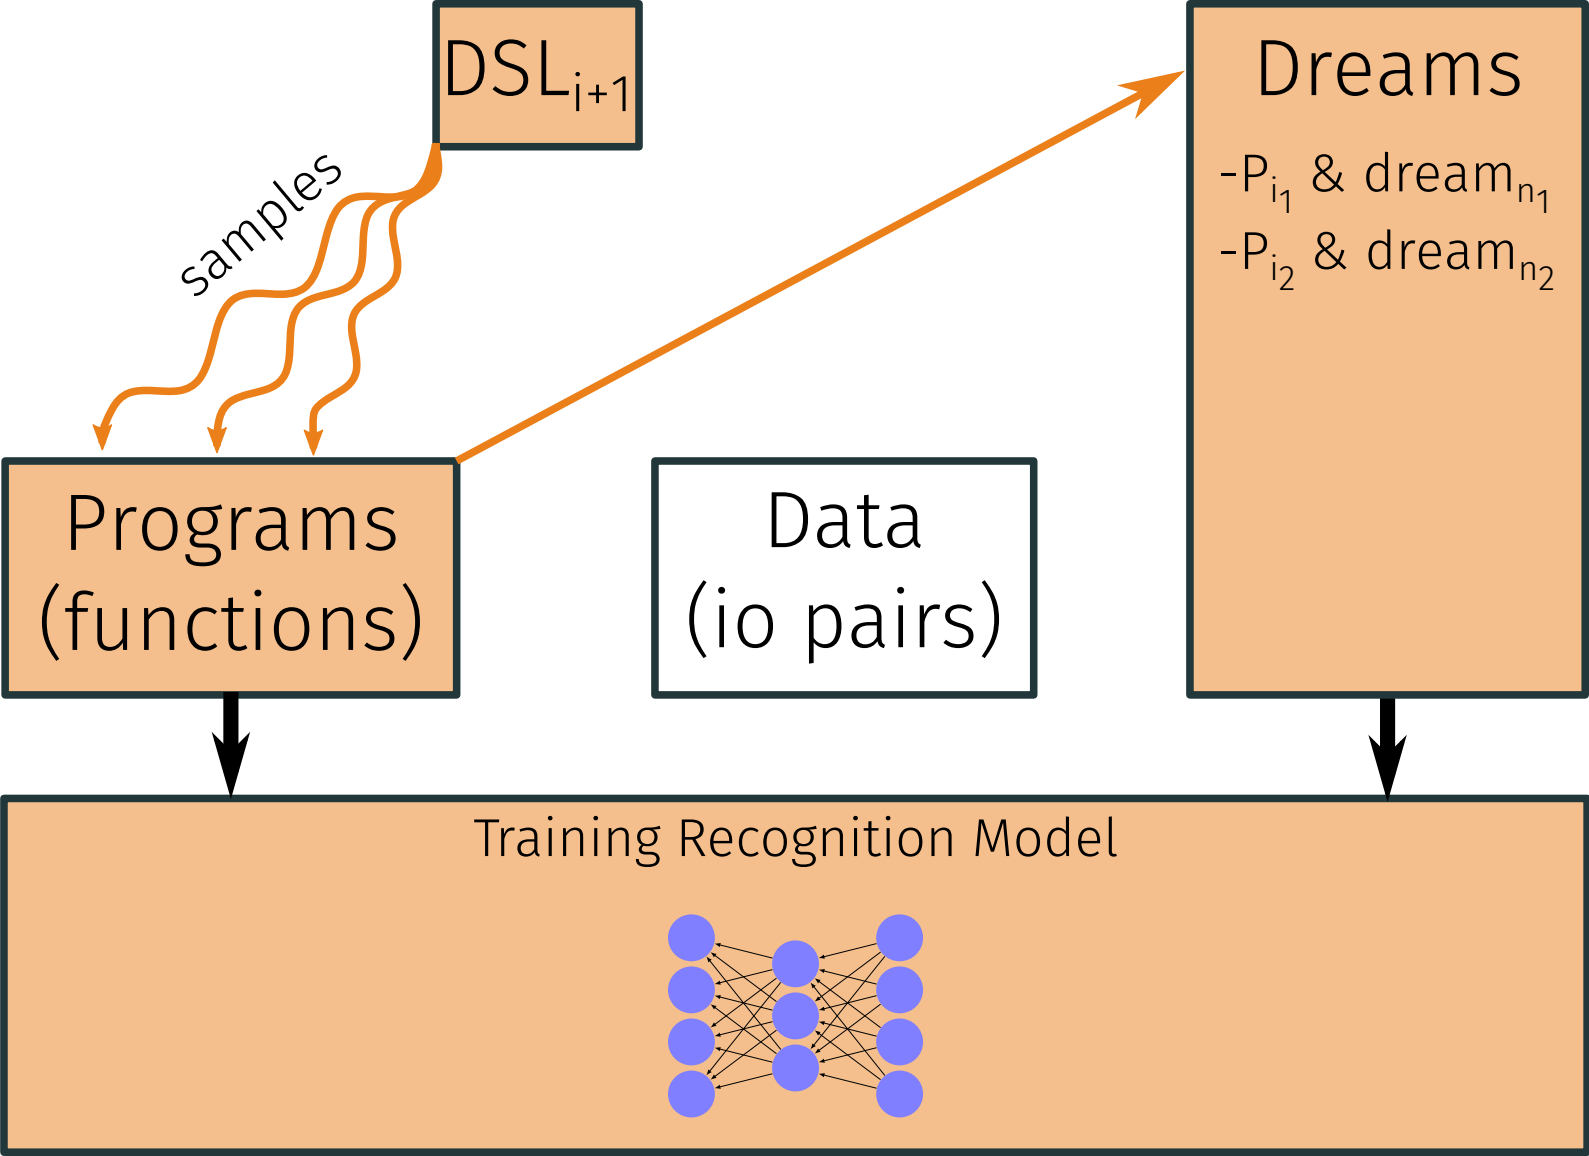 DSLi+1
samples
Dreams
-Pi1 & dreamn1
-Pi2 & dreamn2
Programs
(functions)
Data
(io pairs)
Training Recognition Model